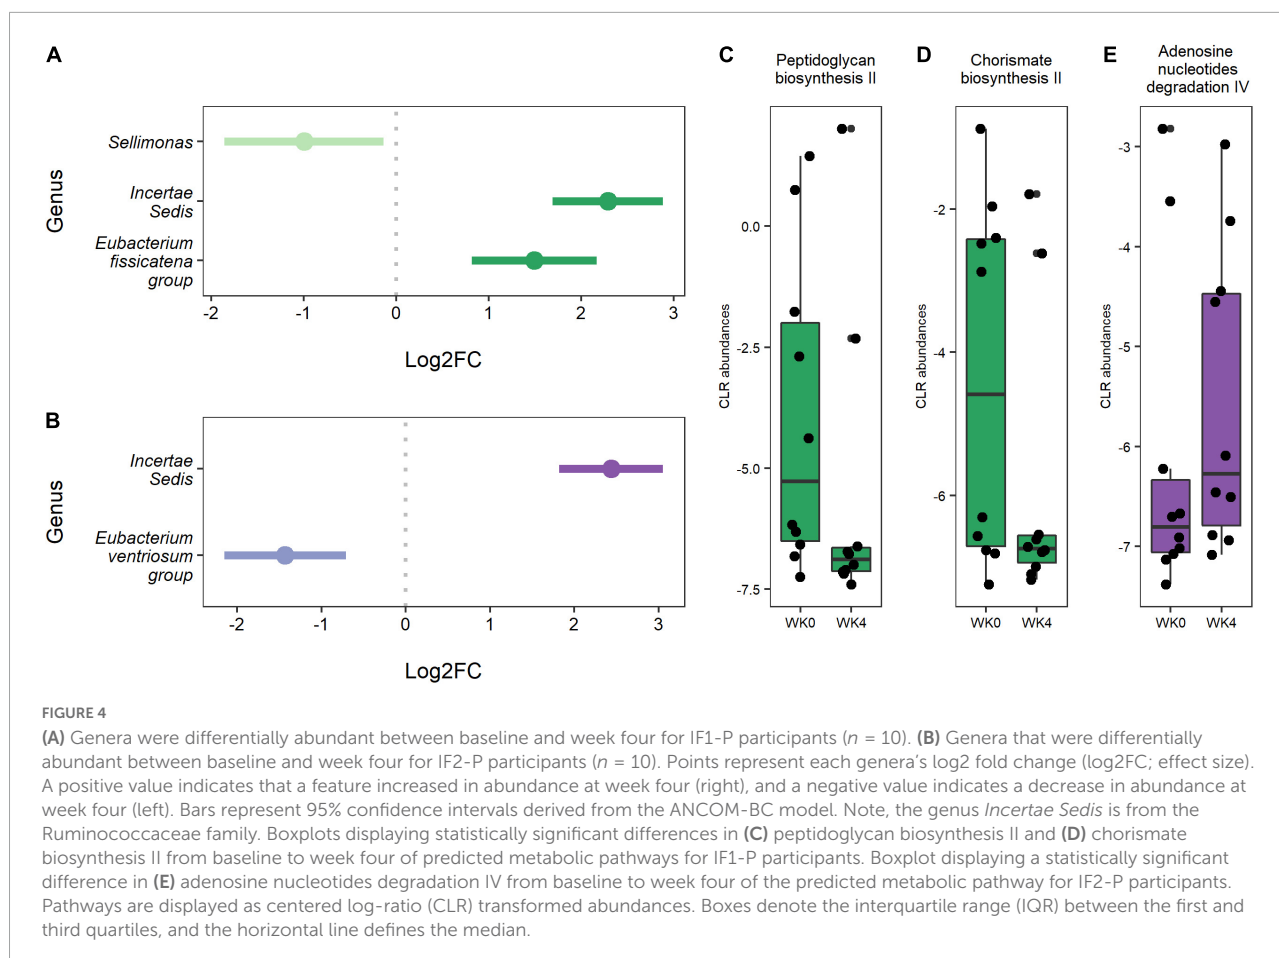 A
Genus
Sellimonas
Incertae
Sedis
Eubacterium
fissicatena
group
-2 -1 0 1 2 3
Log2FC
B
Genus
Incertae
Sedis
Eubacterium
ventriosum
group
-2 -1 0 1 2 3
Log2FC
C
Peptidoglycan
biosynthesis II
CLR abundances
0.0
-2.5
-5.0
-7.5
WK0 WK4
D
Chorismate
biosynthesis II
CLR abundances
-2
-4
-6
WK0 WK4
E
Adenosine
nucleotides
degradation IV
CLR abundances
-3
-4
-5
-6
-7
WK0 WK4
FIGURE 4
(A) Genera were differentially abundant between baseline and week four for IF1-P participants (n = 10). (B) Genera that were differentially
abundant between baseline and week four for IF2-P participants (n = 10). Points represent each genera's log2 fold change (log2FC; effect size).
A positive value indicates that a feature increased in abundance at week four (right), and a negative value indicates a decrease in abundance at
week four (left). Bars represent 95% confidence intervals derived from the ANCOM-BC model. Note, the genus Incertae Sedis is from the
Ruminococcaceae family. Boxplots displaying statistically significant differences in (C) peptidoglycan biosynthesis II and (D) chorismate
biosynthesis II from baseline to week four of predicted metabolic pathways for IF1-P participants. Boxplot displaying a statistically significant
difference in (E) adenosine nucleotides degradation IV from baseline to week four of the predicted metabolic pathway for IF2-P participants.
Pathways are displayed as centered log-ratio (CLR) transformed abundances. Boxes denote the interquartile range (IQR) between the first and
third quartiles, and the horizontal line defines the median.